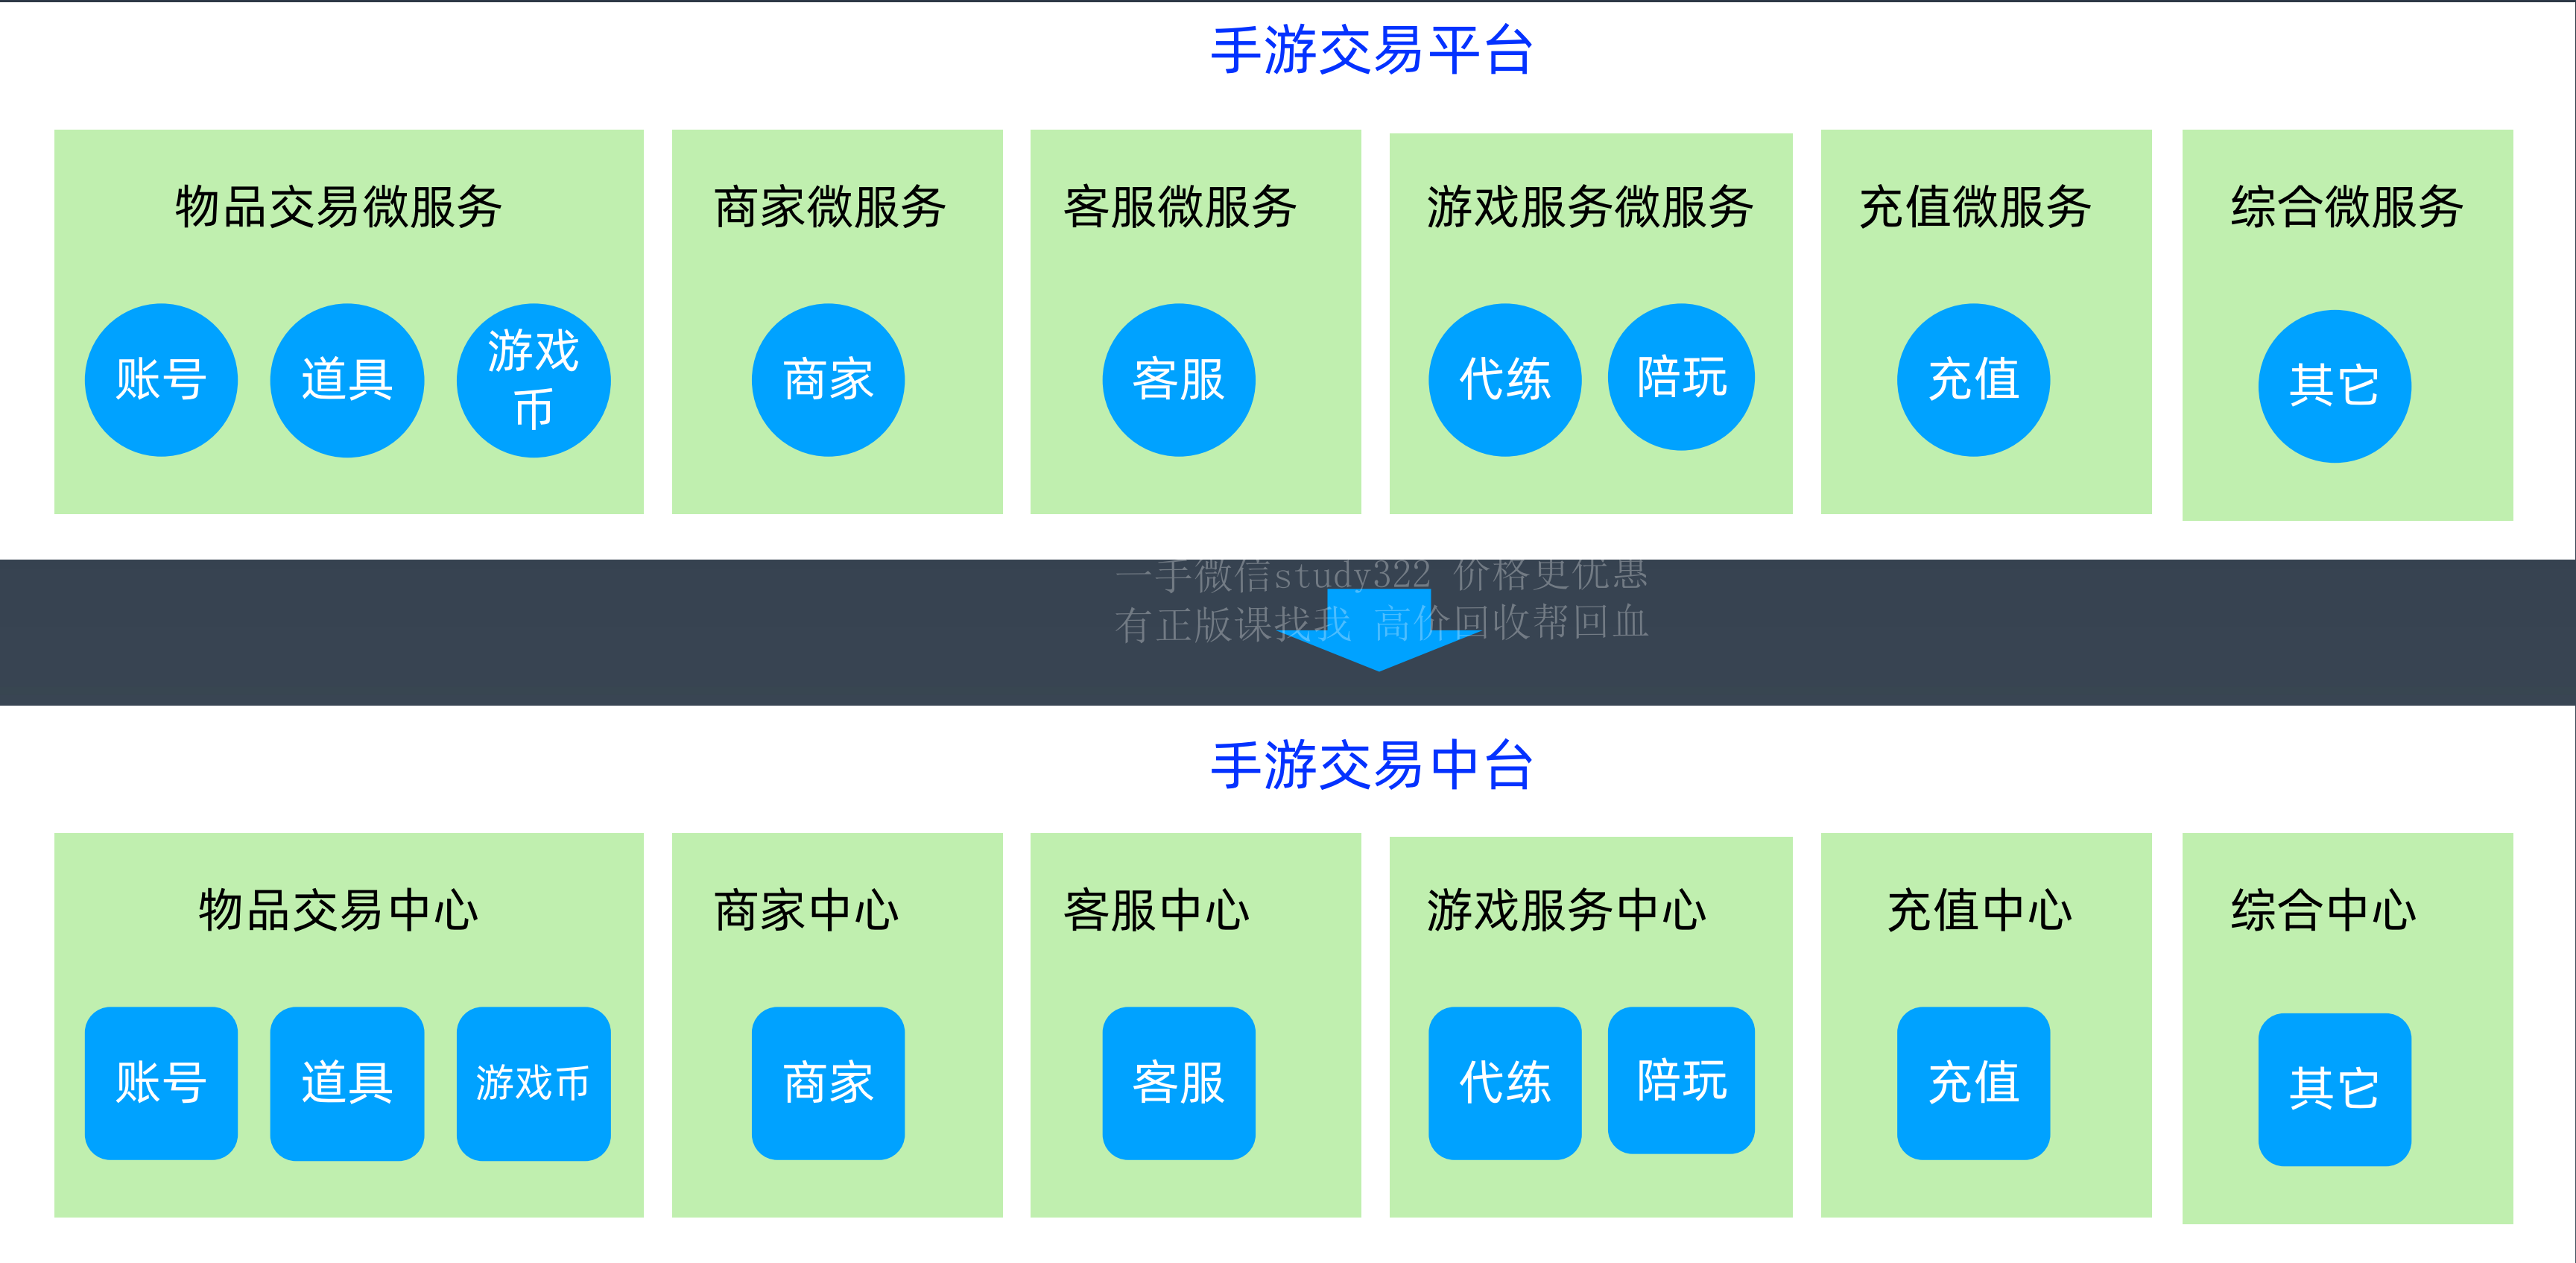 手游交易平台
物品交易微服务
商家微服务
客服微服务
游戏服务微服务
充值微服务
综合微服务
账号
道具
游戏
币
商家
客服
代练
陪玩
充值
其它
一手微信study322 价格更优惠
有正版课找我 高价回收帮回血
手游交易中台
物品交易中心
商家中心
客服中心
游戏服务中心
充值中心
综合中心
账号
道具
游戏币
商家
客服
代练
陪玩
充值
其它